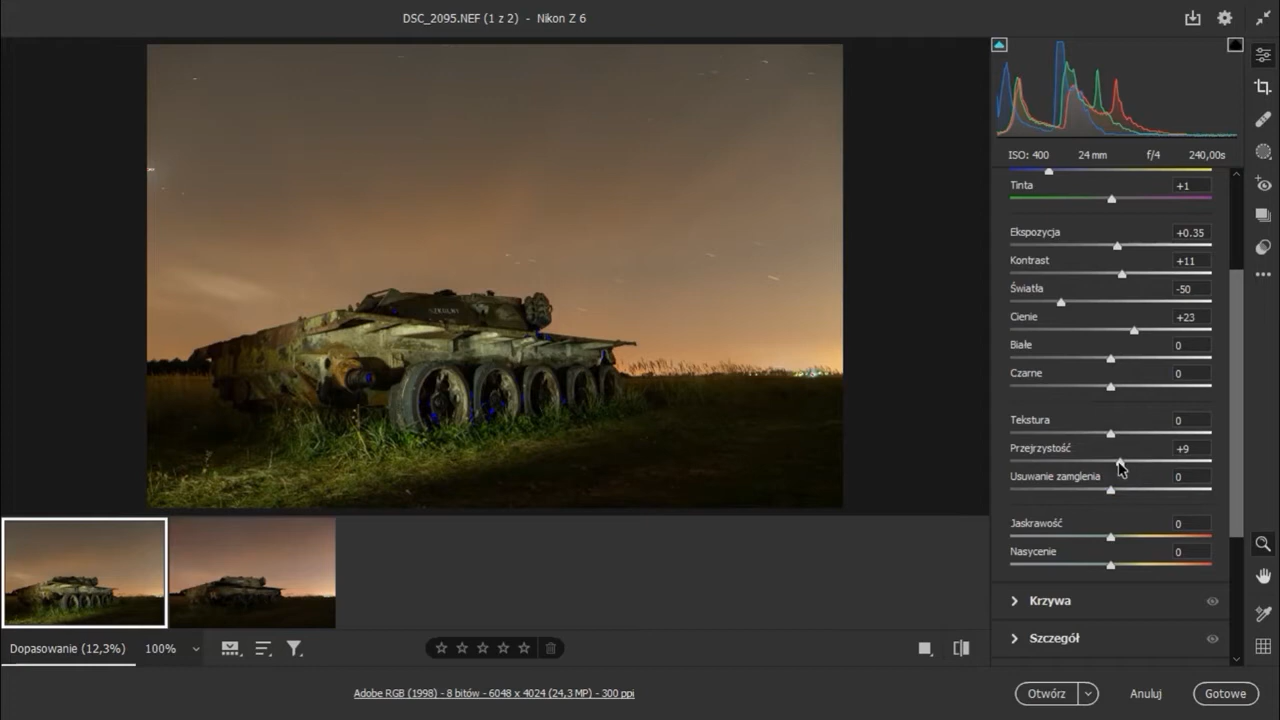 DSC_2095.NEF (1 z 2) - Nikon Z 6
ISO: 400 24 mm f/4 240,00s
Tinta +1
Ekspozycja +0.35
Kontrast +11
Światła -50
Cienie +23
Białe 0
Czarne 0
Tekstura 0
Przejrzystość +9
Usuwanie zamglenia 0
Jaskrawość 0
Nasycenie 0
Krzywa
Szczegół
Dopasowanie (12,3%) 100%
Adobe RGB (1998) - 8 bitów - 6048 x 4024 (24,3 MP) - 300 ppi
Otwórz Anuluj Gotowe